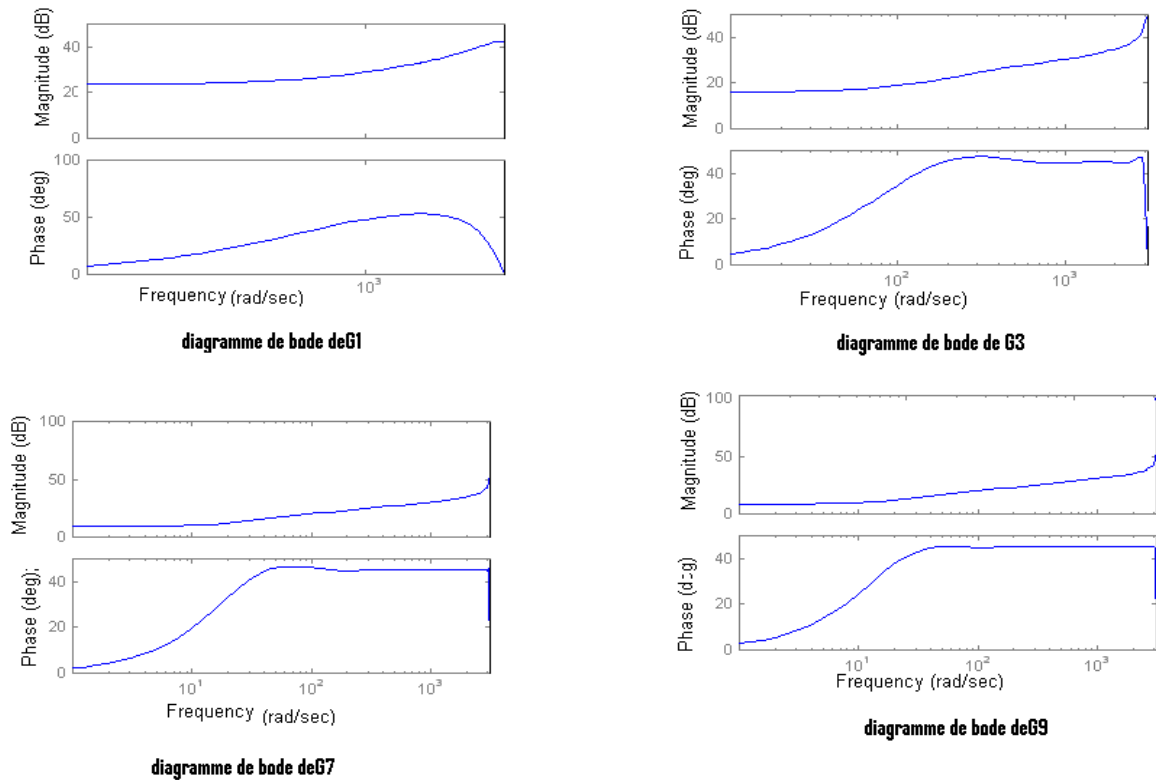 Magnitude (dB)
40
20
0
Phase (deg)
100
50
0
10³
Frequency (rad/sec)
diagramme de bode deG1
Magnitude (dB)
40
20
0
Phase (deg)
40
20
0
10² 10³
Frequency (rad/sec)
diagramme de bode de G3
Magnitude (dB)
100
50
0
Phase (deg);
40
20
0
10¹ 10² 10³
Frequency (rad/sec)
diagramme de bode deG7
Magnitude (dB)
100
50
0
Phase (deg)
40
20
0
10¹ 10² 10³
Frequency (rad/sec)
diagramme de bode deG9